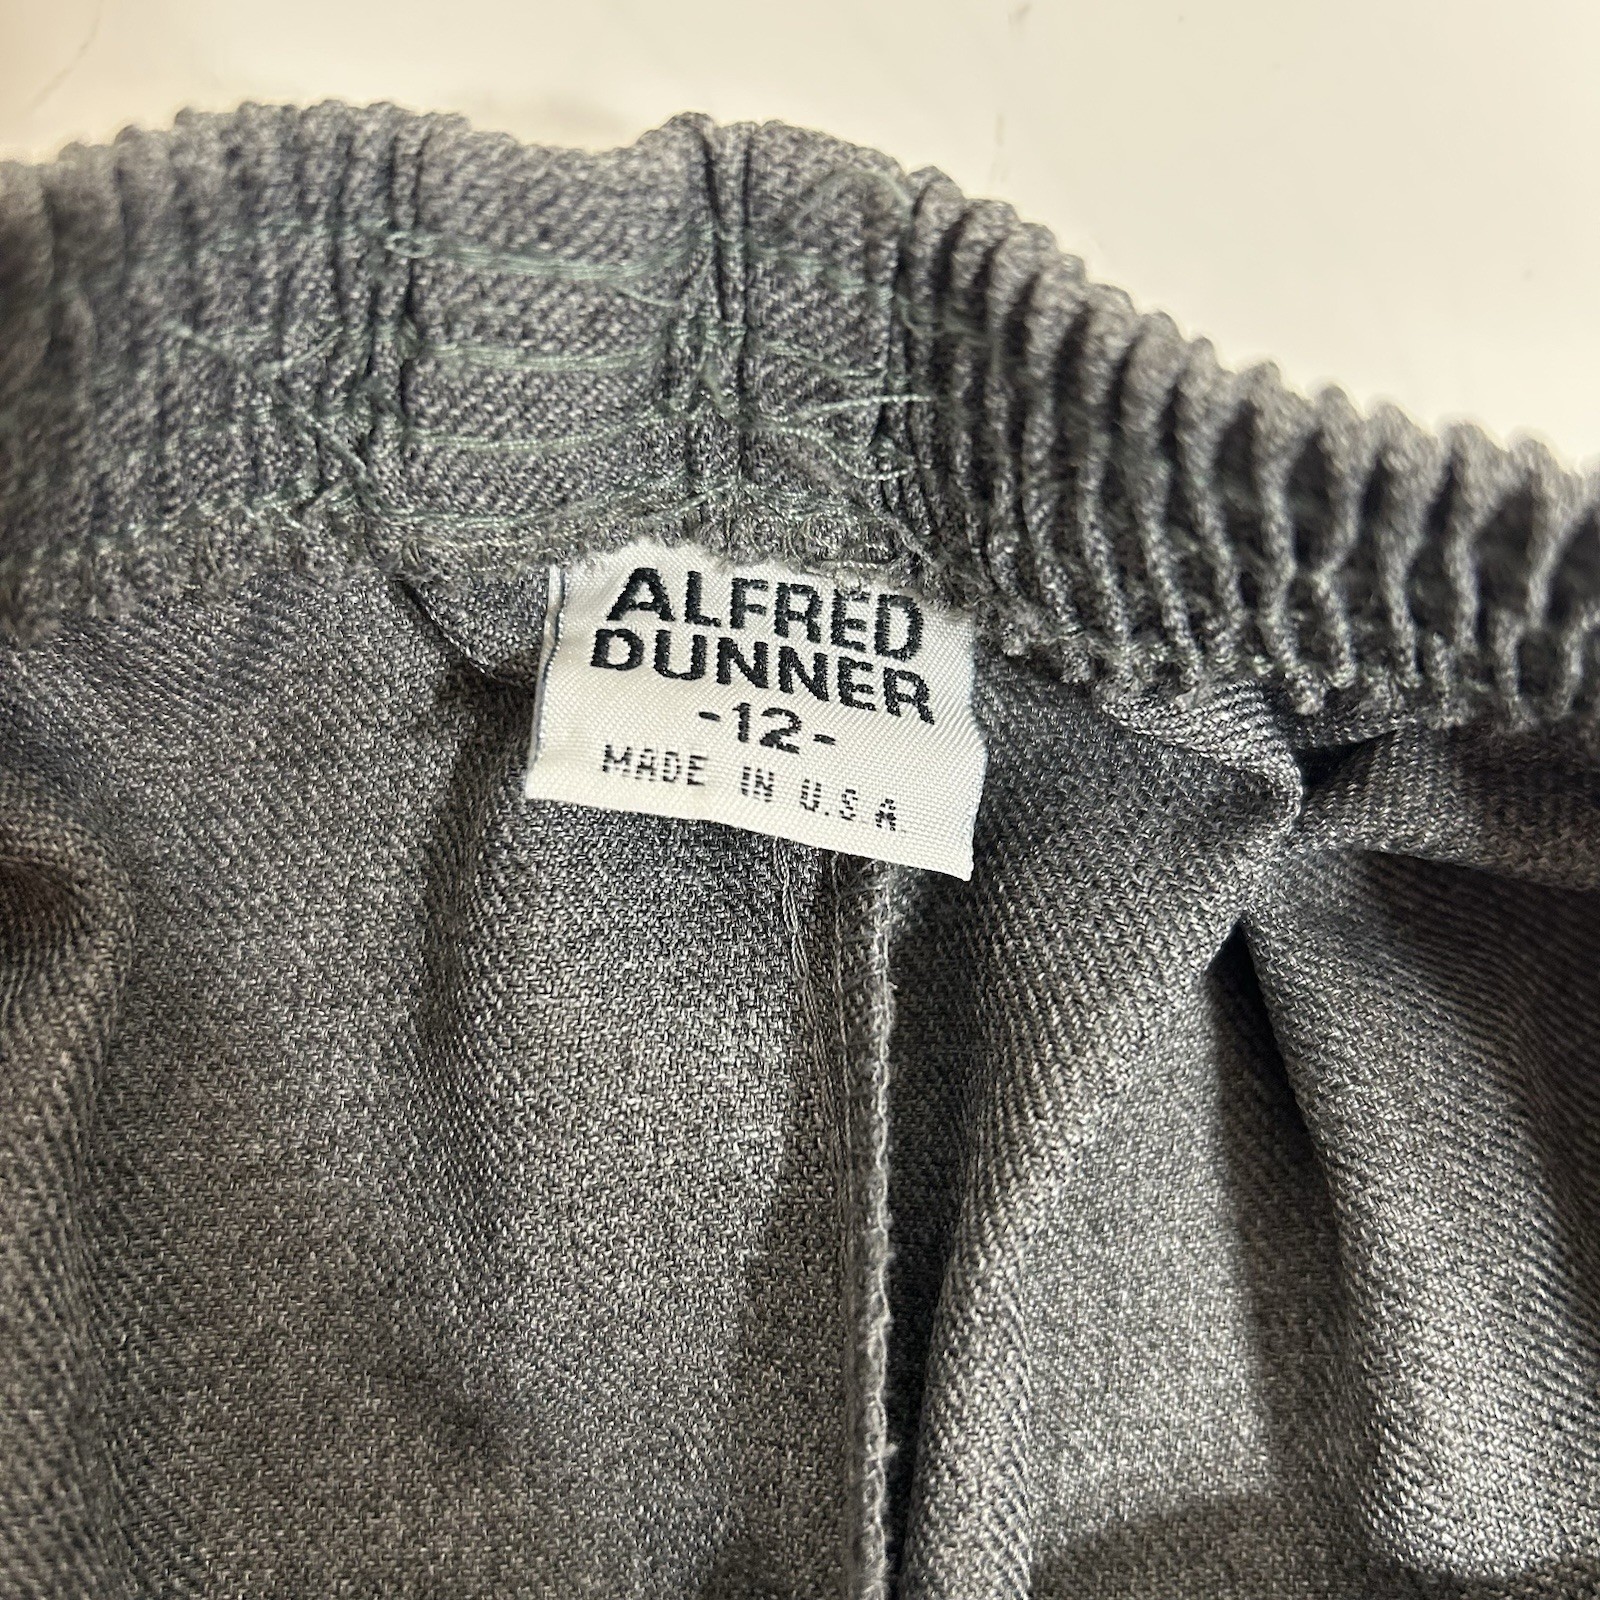 ALFRED
DUNNER
-12-
MADE IN U.S.A.